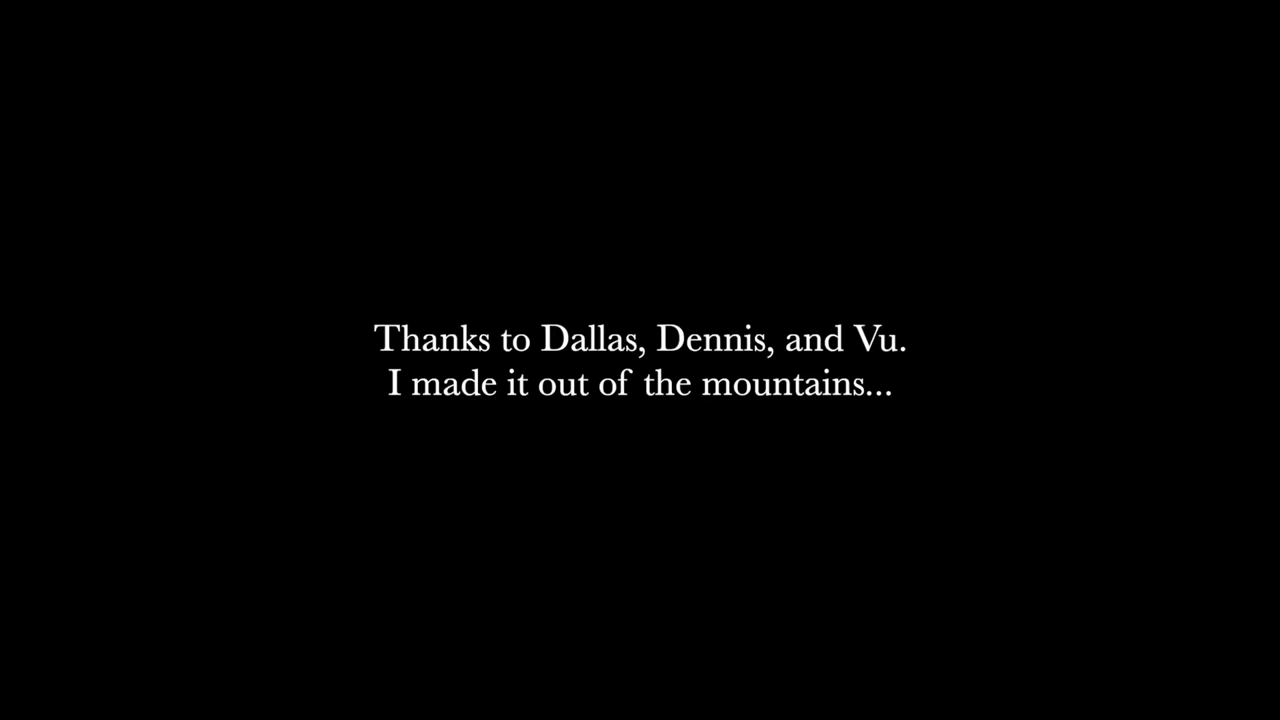 Thanks to Dallas, Dennis, and Vu.
I made it out of the mountains...